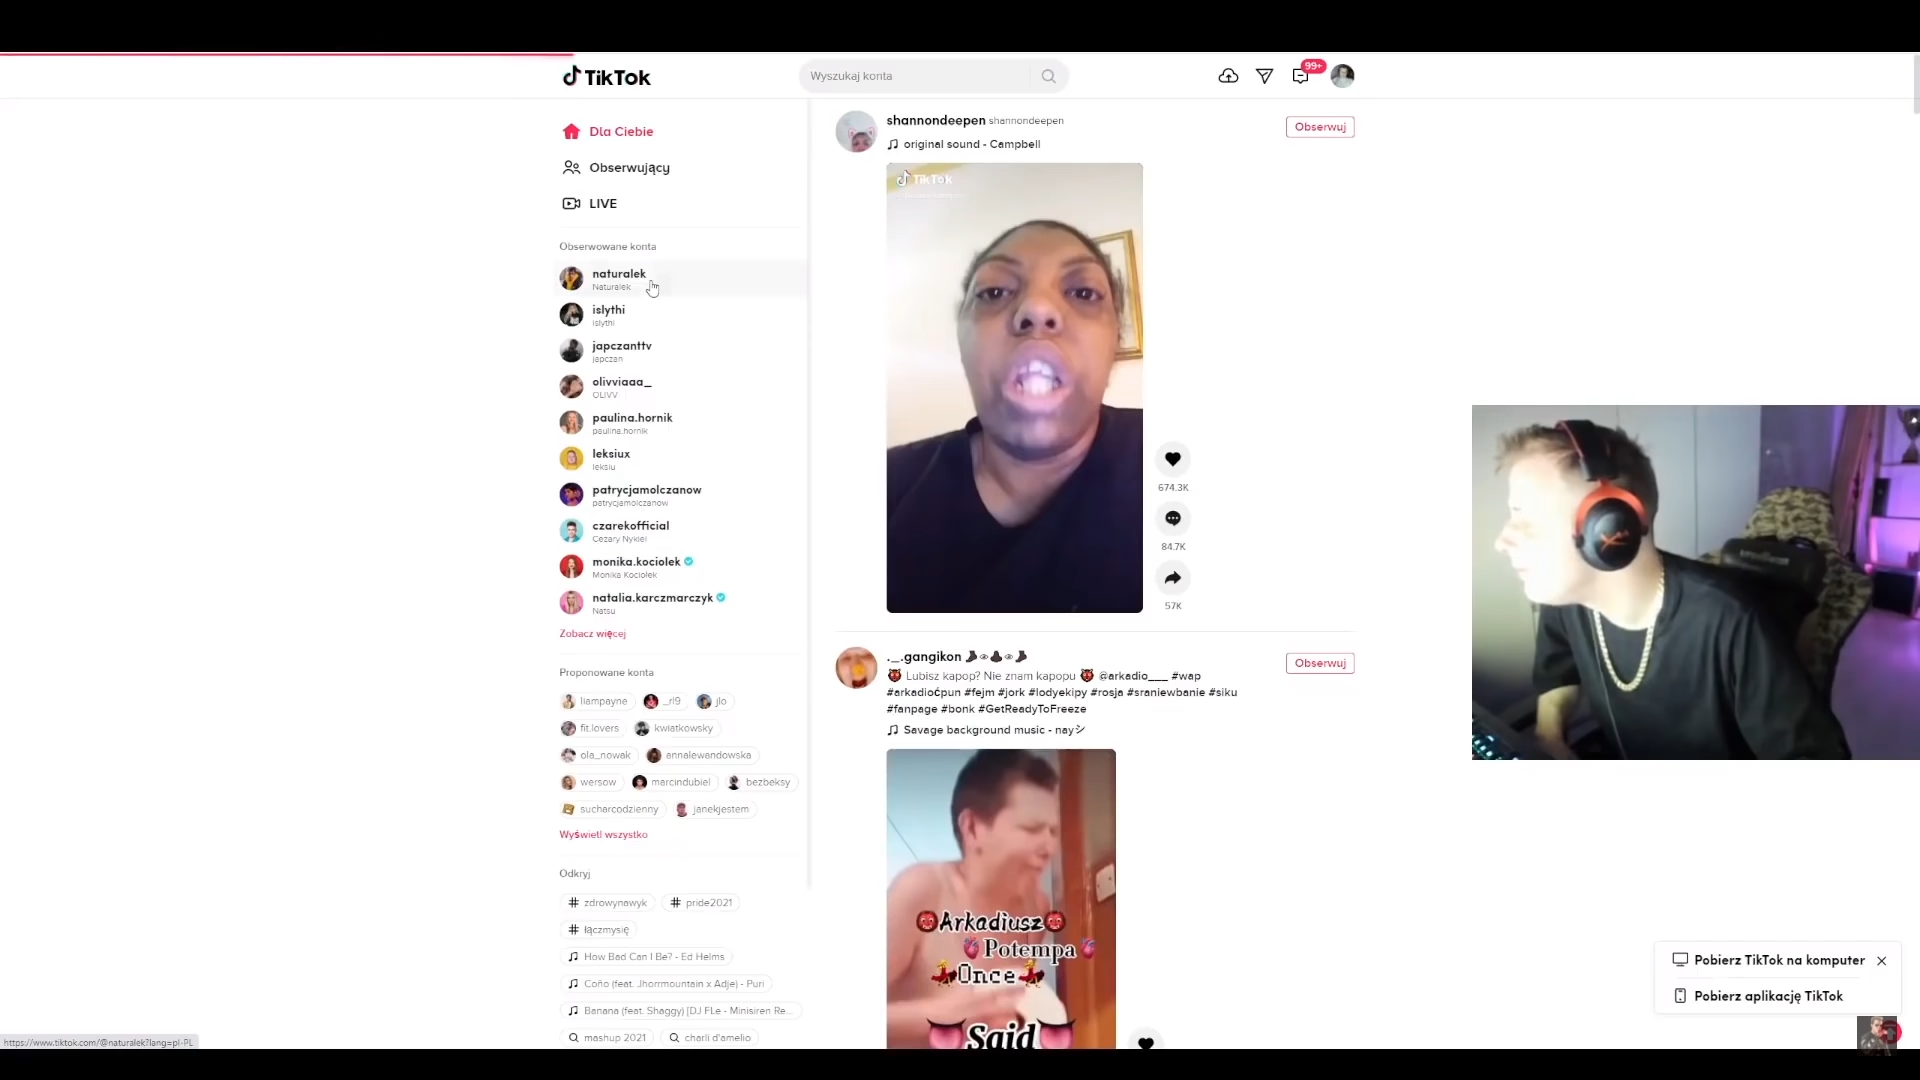 TikTok
Wyszukaj konta
99+
Dla Ciebie
Obserwujący
LIVE
Obserwowane konta
naturalek
Naturalek
islythi
islythi
japczanttv
japczan
olivviaaa_
OLIVV
paulina.hornik
paulina.hornik
leksiux
leksiu
patrycjamolczanow
patrycjamolczanow
czarekofficial
Cezary Nykiel
monika.kociolek
Monika Kociołek
natalia.karczmarczyk
Natsu
Zobacz więcej
Proponowane konta
liampayne
_rl9
jlo
fit.lovers
kwiatkowsky
ola_nowak
annalewandowska
wersow
marcindubiel
bezbeksy
sucharcodzienny
janekjestem
Wyświetl wszystko
Odkryj
# zdrowynawyk
# pride2021
# łączmysię
How Bad Can I Be? - Ed Helms
Coño (feat. Jhorrmountain x Adje) - Puri
Banana (feat. Shaggy) [DJ FLe - Minisiren Re...
mashup 2021
charli d'amelio
shannondeepen shannondeepen
original sound - Campbell
Obserwuj
TikTok
674.3K
84.7K
57K
._.gangikon
Obserwuj
👹 Lubisz kapop? Nie znam kapopu 👹 @arkadio___ #wap
#arkadioćpun #fejm #jork #lodyekipy #rosja #sraniewbanie #siku
#fanpage #bonk #GetReadyToFreeze
Savage background music - nayシ
Arkadiusz
Potempa
Once
Said
Pobierz TikTok na komputer
Pobierz aplikację TikTok
https://www.tiktok.com/@naturalek?lang=pl-PL